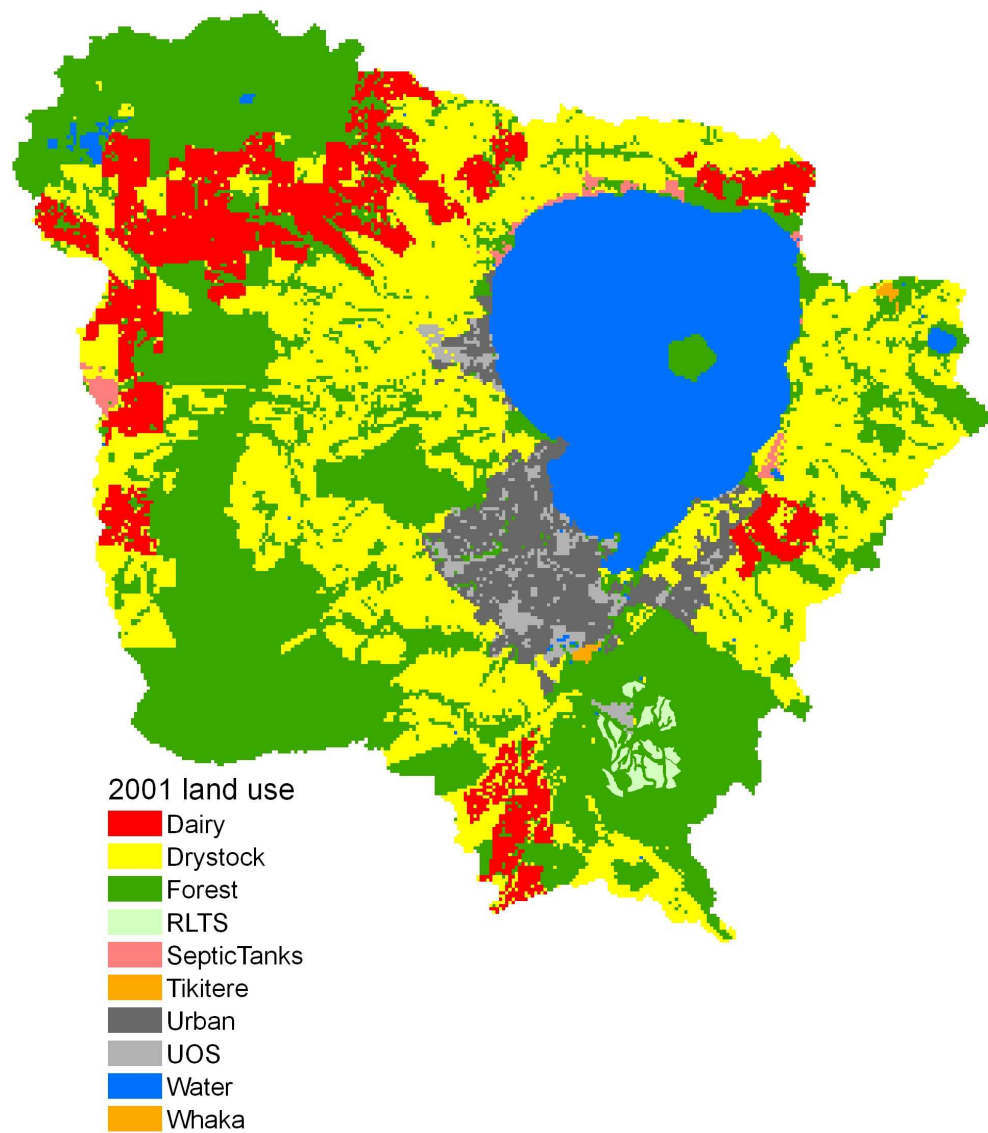 2001 land use
Dairy
Drystock
Forest
RLTS
SepticTanks
Tikitere
Urban
UOS
Water
Whaka